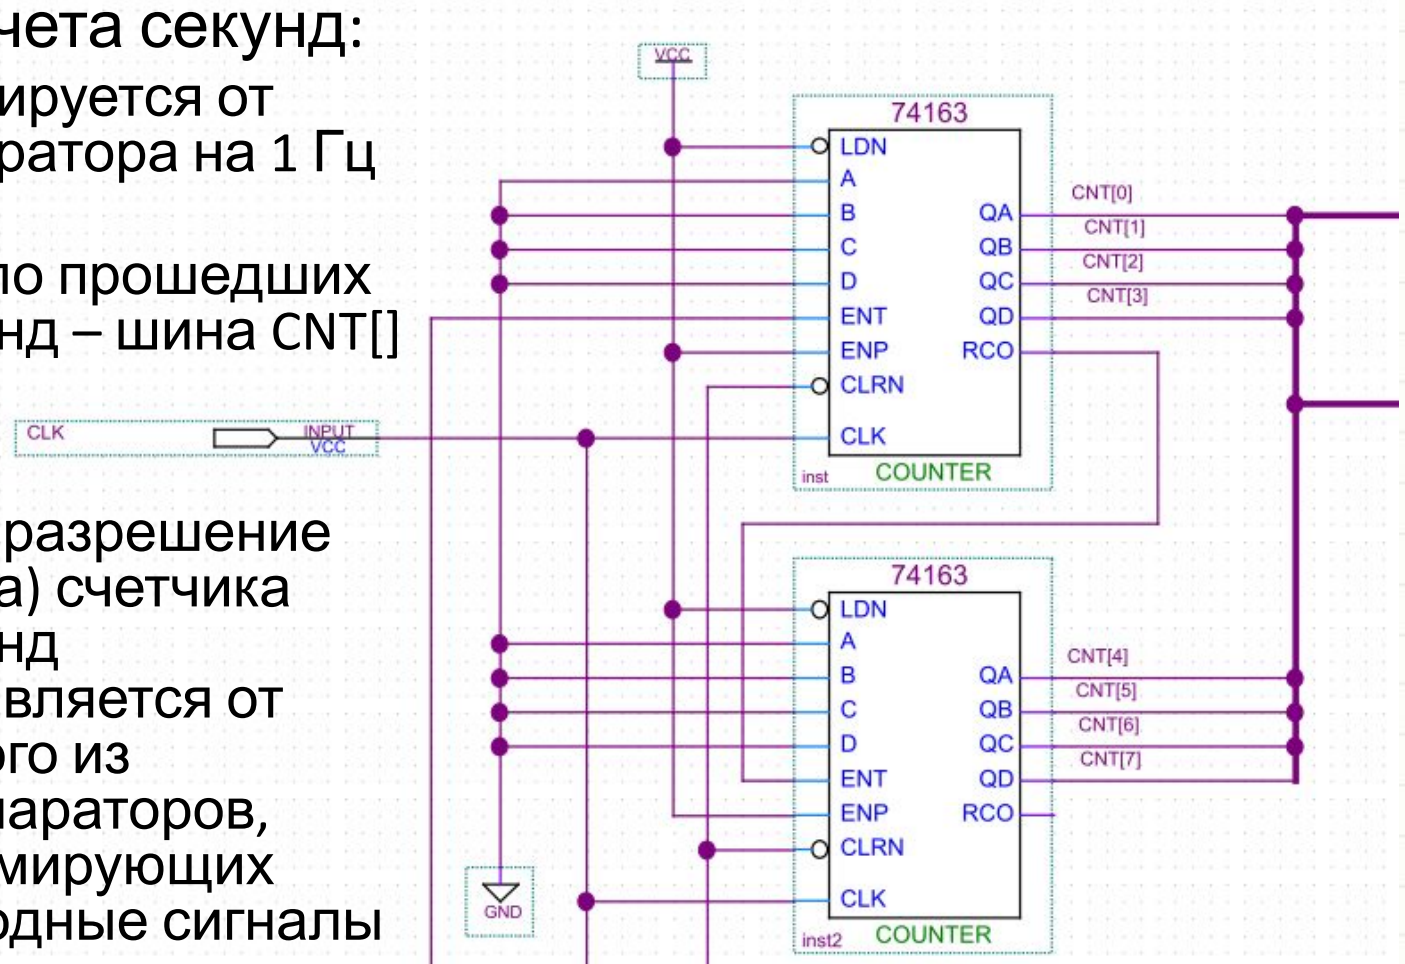 чета секунд:
ируется от
ратора на 1 Гц
ло прошедших
нд – шина CNT[]
CLK
INPUT
VCC
разрешение
а) счетчика
нд
вляется от
ого из
параторов,
мирующих
одные сигналы
VCC
GND
74163
LDN
A
B QA CNT[0]
C QB CNT[1]
D QC CNT[2]
ENT QD CNT[3]
ENP RCO
CLRN
CLK
inst COUNTER
74163
LDN
A
B QA CNT[4]
C QB CNT[5]
D QC CNT[6]
ENT QD CNT[7]
ENP RCO
CLRN
CLK
inst2 COUNTER